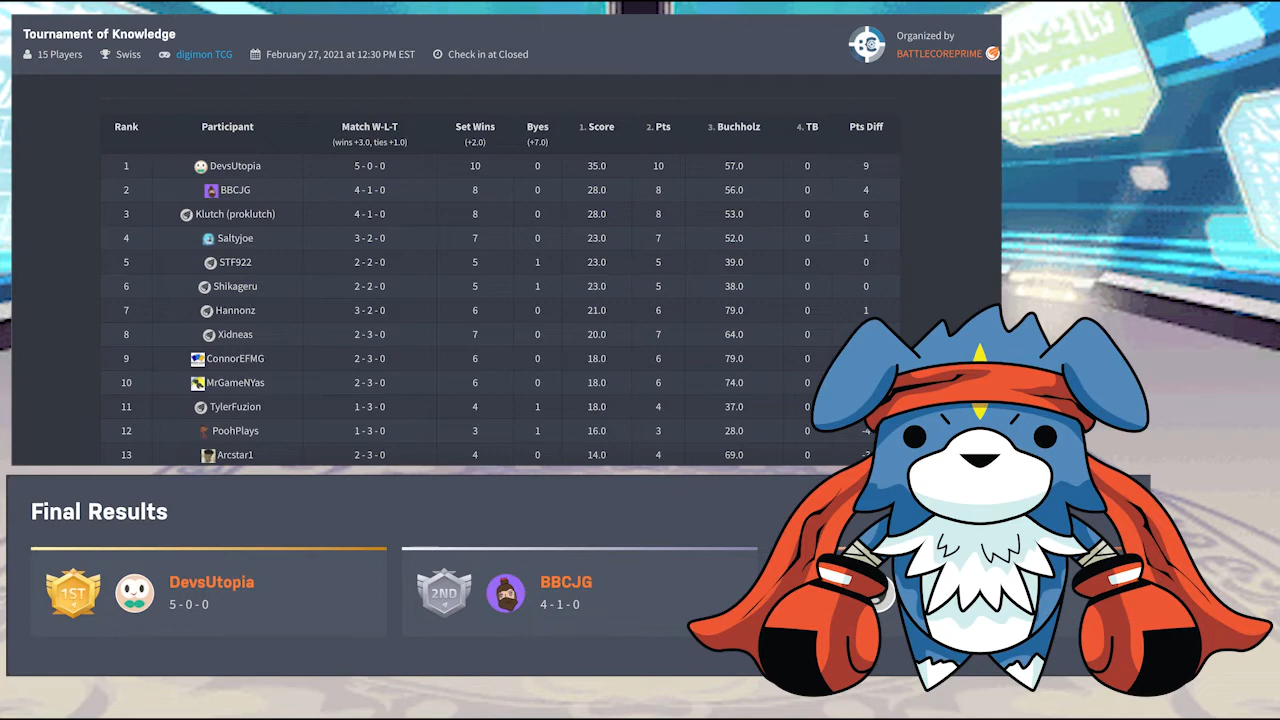 Tournament of Knowledge
15 Players Swiss digimon TCG February 27, 2021 at 12:30 PM EST Check in at Closed
Organized by
BATTLECOREPRIME
Rank Participant Match W-L-T Set Wins Byes 1. Score 2. Pts 3. Buchholz 4. TB Pts Diff
(wins +3.0, ties +1.0) (+2.0) (+7.0)
1 DevsUtopia 5 - 0 - 0 10 0 35.0 10 57.0 0 9
2 BBCJG 4 - 1 - 0 8 0 28.0 8 56.0 0 4
3 Klutch (proklutch) 4 - 1 - 0 8 0 28.0 8 53.0 0 6
4 Saltyjoe 3 - 2 - 0 7 0 23.0 7 52.0 0 1
5 STF922 2 - 2 - 0 5 1 23.0 5 39.0 0 0
6 Shikageru 2 - 2 - 0 5 1 23.0 5 38.0 0 0
7 Hannonz 3 - 2 - 0 6 0 21.0 6 79.0 0 1
8 Xidneas 2 - 3 - 0 7 0 20.0 7 64.0 0
9 ConnorEFMG 2 - 3 - 0 6 0 18.0 6 79.0 0
10 MrGameNYas 2 - 3 - 0 6 0 18.0 6 74.0 0
11 TylerFuzion 1 - 3 - 0 4 1 18.0 4 37.0 0
12 PoohPlays 1 - 3 - 0 3 1 16.0 3 28.0 0
13 Arcstar1 2 - 3 - 0 4 0 14.0 4 69.0 0
Final Results
1ST DevsUtopia
5 - 0 - 0
2ND BBCJG
4 - 1 - 0